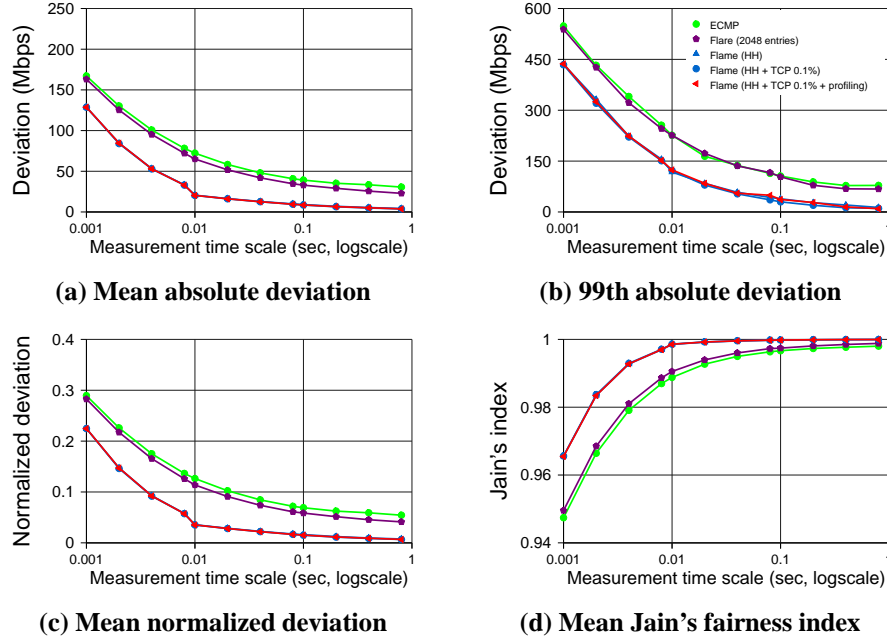 250
200
150
100
50
0
0.001
0.01
0.1
1
Deviation (Mbps)
Measurement time scale (sec, logscale)
(a) Mean absolute deviation
600
450
300
150
0
0.001
0.01
0.1
1
Deviation (Mbps)
ECMP
Flare (2048 entries)
Flame (HH)
Flame (HH + TCP 0.1%)
Flame (HH + TCP 0.1% + profiling)
Measurement time scale (sec, logscale)
(b) 99th absolute deviation
0.4
0.3
0.2
0.1
0
0.001
0.01
0.1
1
Normalized deviation
Measurement time scale (sec, logscale)
(c) Mean normalized deviation
1
0.98
0.96
0.94
0.001
0.01
0.1
1
Jain's index
Measurement time scale (sec, logscale)
(d) Mean Jain's fairness index